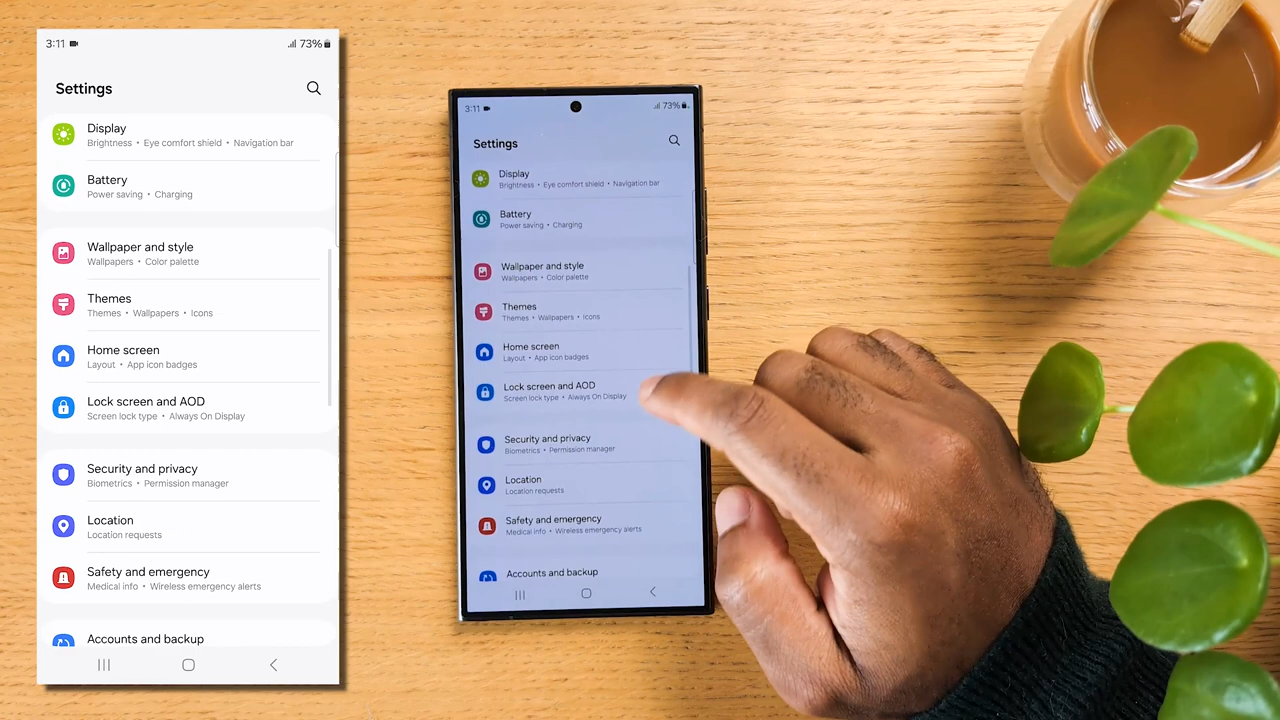 3:11
73%
Settings
Display
Brightness • Eye comfort shield • Navigation bar
Battery
Power saving • Charging
Wallpaper and style
Wallpapers • Color palette
Themes
Themes • Wallpapers • Icons
Home screen
Layout • App icon badges
Lock screen and AOD
Screen lock type • Always On Display
Security and privacy
Biometrics • Permission manager
Location
Location requests
Safety and emergency
Medical info • Wireless emergency alerts
Accounts and backup
3:11
73%
Settings
Display
Brightness • Eye comfort shield • Navigation bar
Battery
Power saving • Charging
Wallpaper and style
Wallpapers • Color palette
Themes
Themes • Wallpapers • Icons
Home screen
Layout • App icon badges
Lock screen and AOD
Screen lock type • Always On Display
Security and privacy
Biometrics • Permission manager
Location
Location requests
Safety and emergency
Medical info • Wireless emergency alerts
Accounts and backup